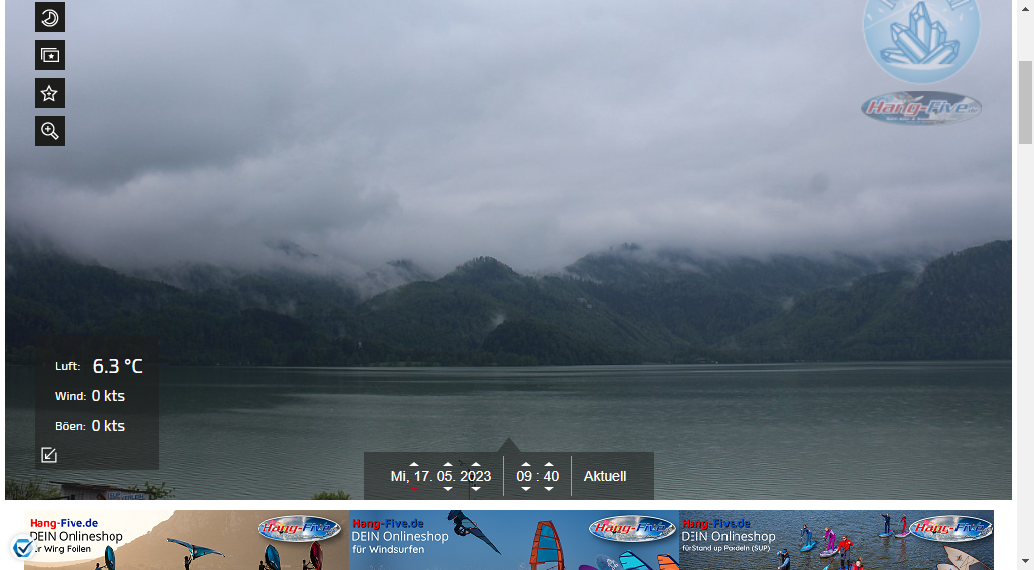 Hang-Five
Luft: 6.3 °C
Wind: 0 kts
Böen: 0 kts
Mi, 17. 05. 2023 09 : 40 Aktuell
Hang-Five.de
DEIN Onlineshop
für Wing Foilen
Hang-Five
Hang-Five.de
DEIN Onlineshop
für Windsurfen
Hang-Five
Hang-Five.de
DEIN Onlineshop
für Stand up Paddeln (SUP)
Hang-Five